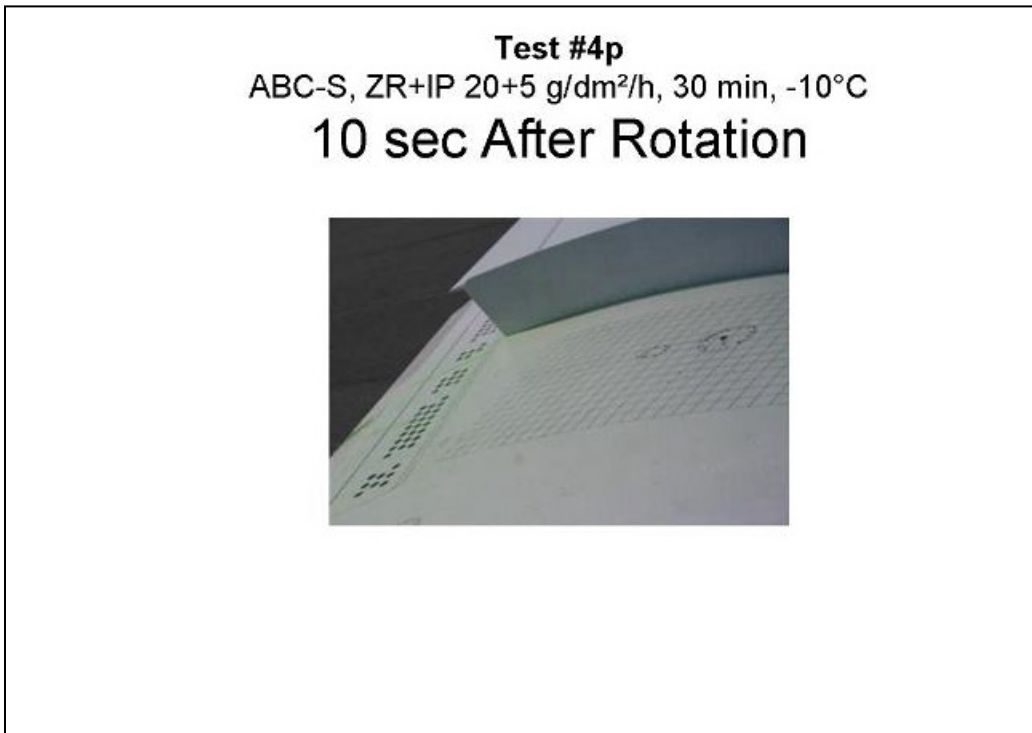 Test #4p
ABC-S, ZR+IP 20+5 g/dm²/h, 30 min, -10°C
10 sec After Rotation